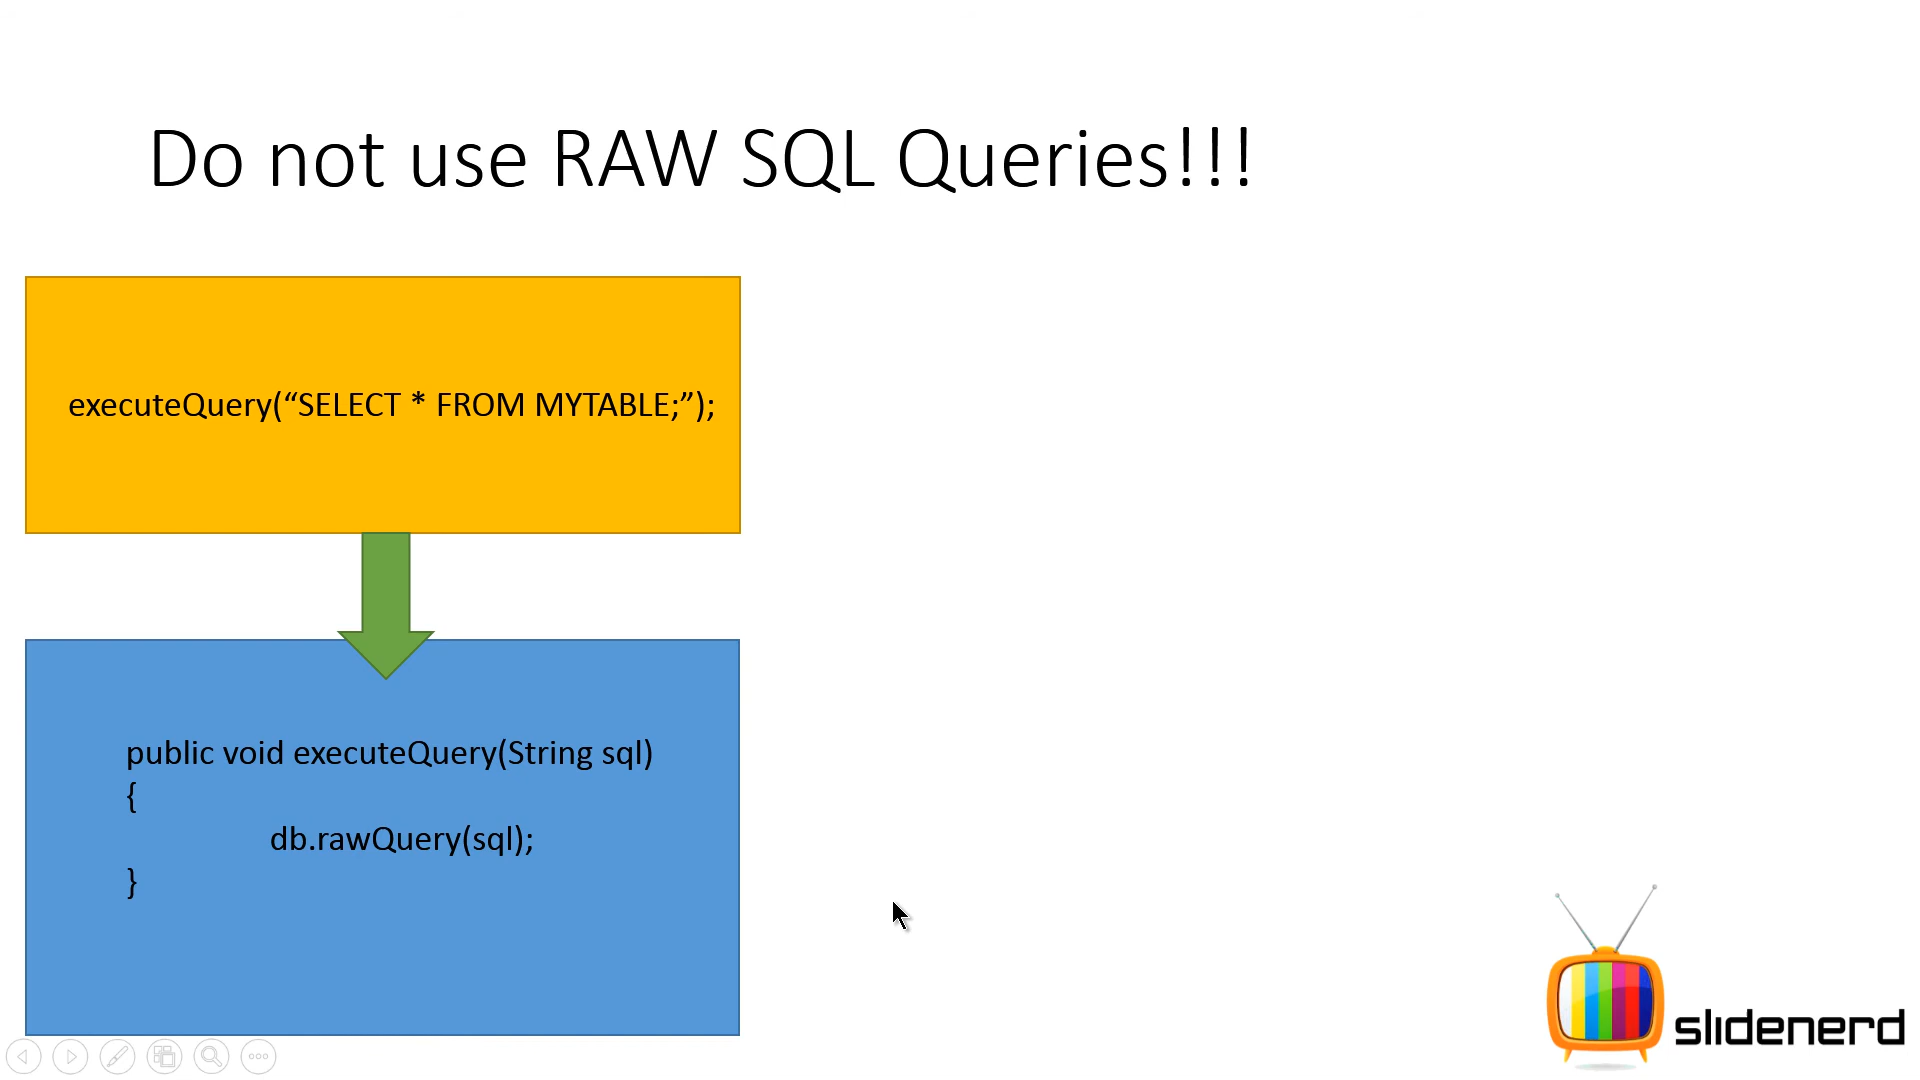 Do not use RAW SQL Queries!!!
executeQuery(“SELECT * FROM MYTABLE;”);
public void executeQuery(String sql)
{
db.rawQuery(sql);
}
slidenerd